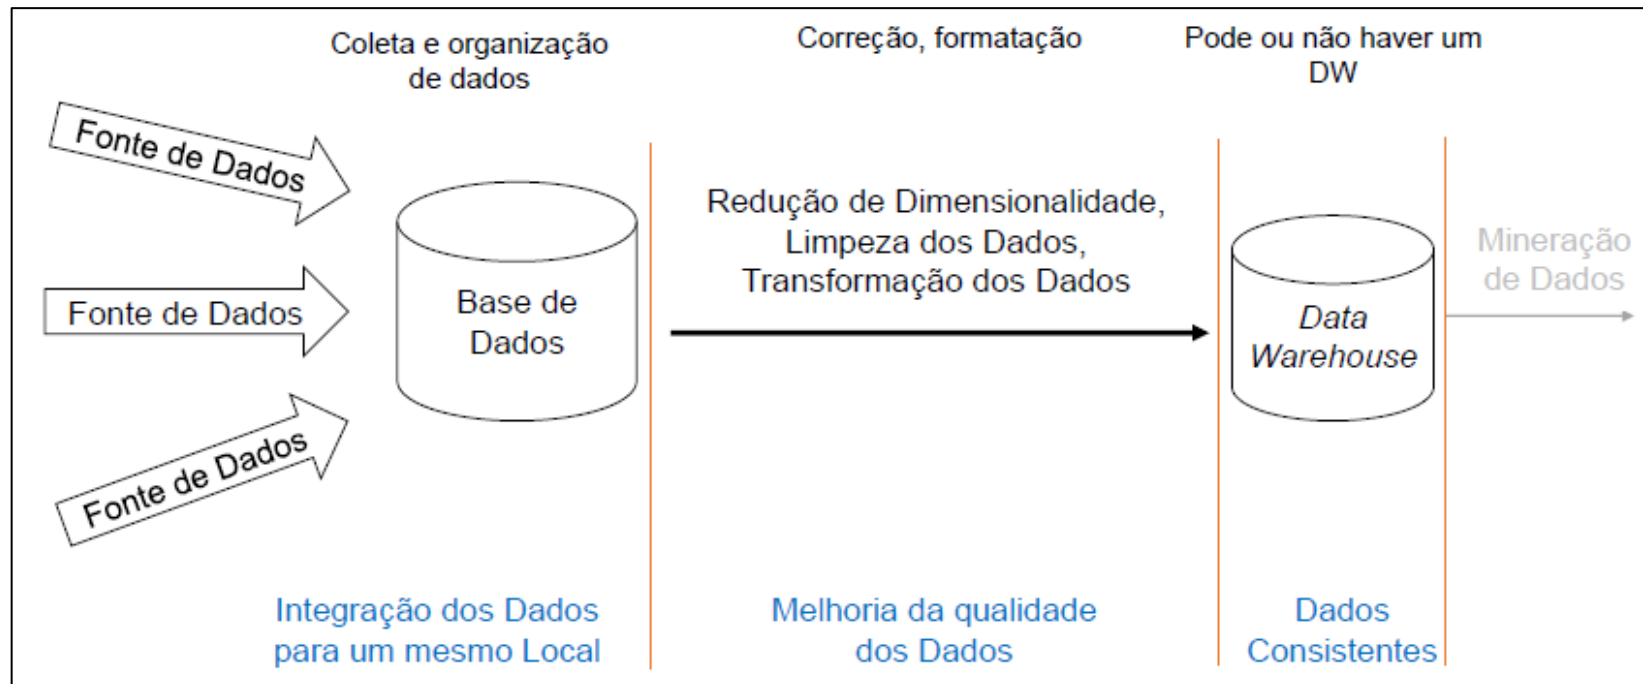 Coleta e organização
de dados
Correção, formatação
Pode ou não haver um
DW
Fonte de Dados
Fonte de Dados
Fonte de Dados
Base de
Dados
Redução de Dimensionalidade,
Limpeza dos Dados,
Transformação dos Dados
Data
Warehouse
Mineração
de Dados
Integração dos Dados
para um mesmo Local
Melhoria da qualidade
dos Dados
Dados
Consistentes